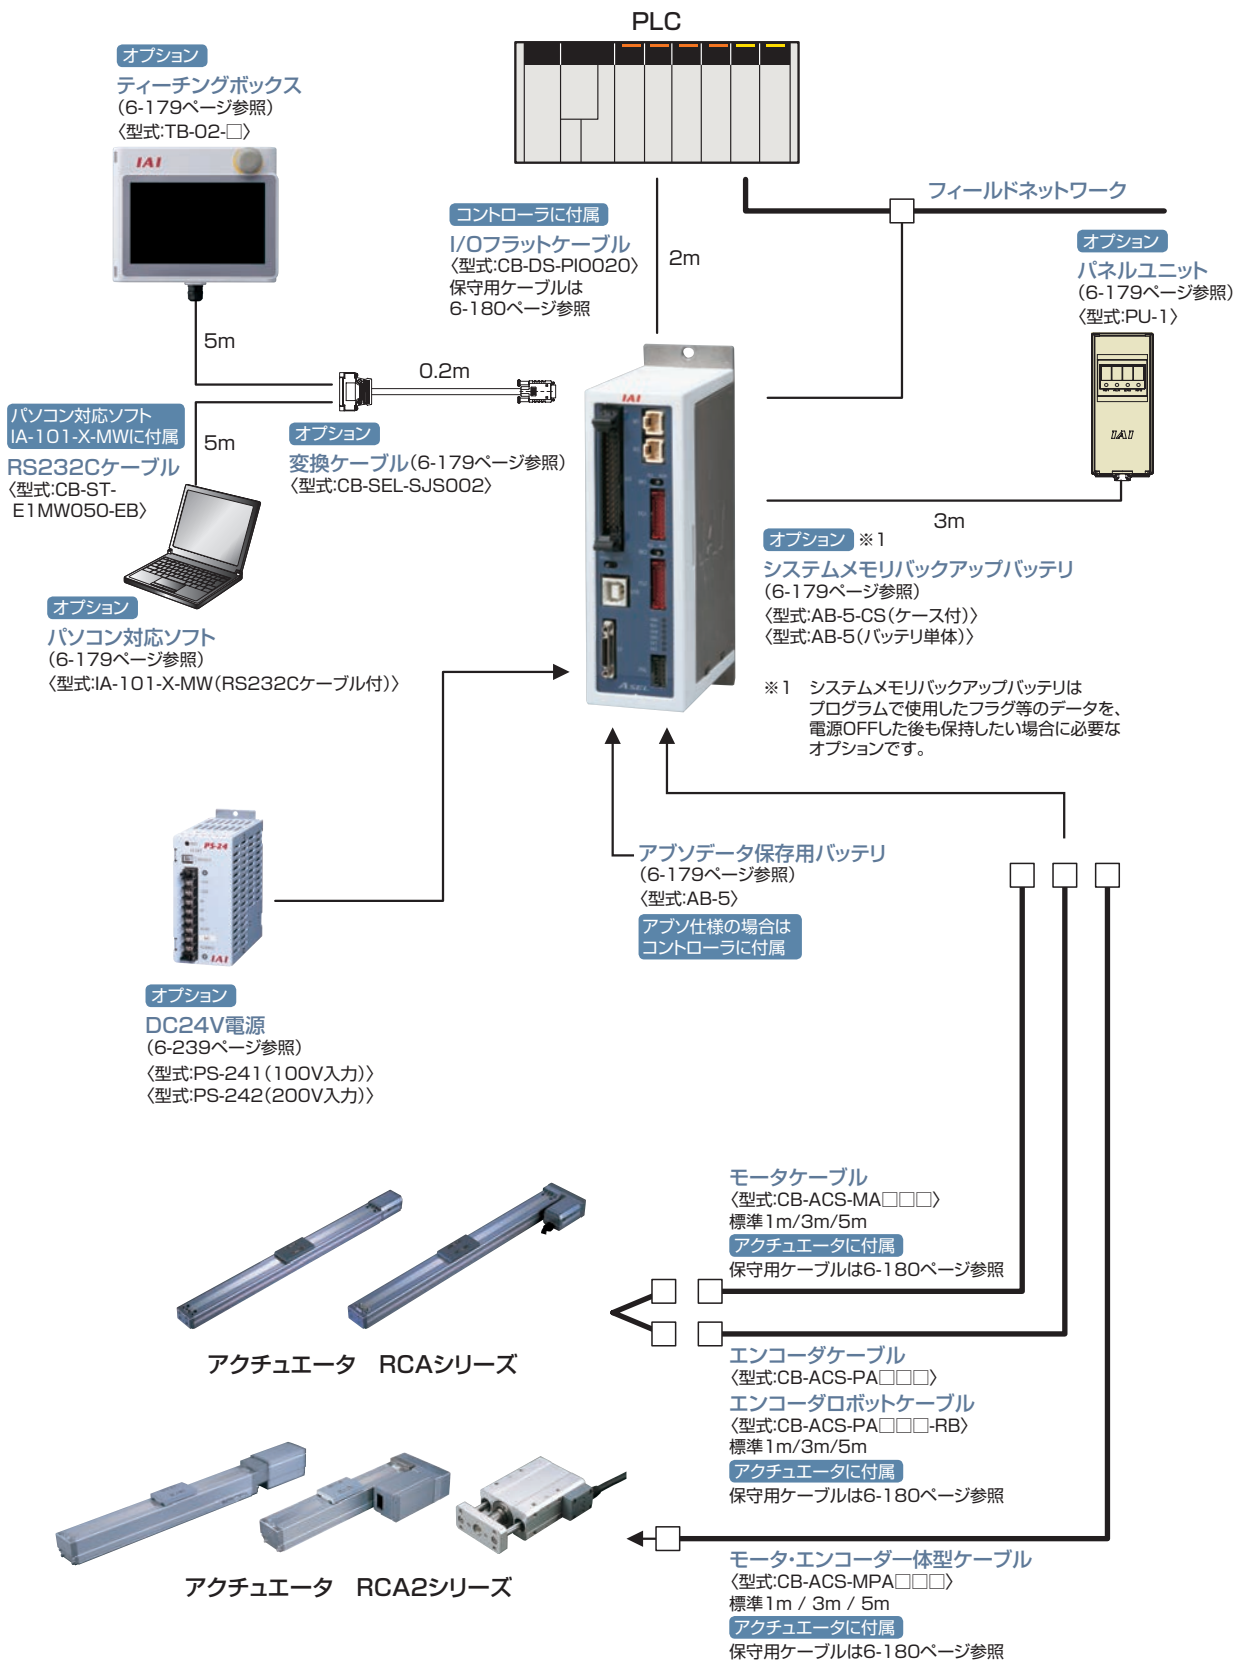 PLC
オプション
ティーチングボックス
(6-179ページ参照)
〈型式:TB-02-□〉
IAI
5m
コントローラに付属
I/Oフラットケーブル
〈型式:CB-DS-PIO020〉
保守用ケーブルは
6-180ページ参照
2m
フィールドネットワーク
オプション
パネルユニット
(6-179ページ参照)
〈型式:PU-1〉
IAI
3m
0.2m
オプション
変換ケーブル(6-179ページ参照)
〈型式:CB-SEL-SJS002〉
パソコン対応ソフト
IA-101-X-MWに付属
RS232Cケーブル
〈型式:CB-ST-
E1MW050-EB〉
5m
オプション
パソコン対応ソフト
(6-179ページ参照)
〈型式:IA-101-X-MW(RS232Cケーブル付)〉
IAI
ASEL
オプション ※1
システムメモリバックアップバッテリ
(6-179ページ参照)
〈型式:AB-5-CS(ケース付)〉
〈型式:AB-5(バッテリ単体)〉
※1 システムメモリバックアップバッテリは
プログラムで使用したフラグ等のデータを、
電源OFFした後も保持したい場合に必要な
オプションです。
PS-24
IAI
オプション
DC24V電源
(6-239ページ参照)
〈型式:PS-241(100V入力)〉
〈型式:PS-242(200V入力)〉
アブソデータ保存用バッテリ
(6-179ページ参照)
〈型式:AB-5〉
アブソ仕様の場合は
コントローラに付属
モータケーブル
〈型式:CB-ACS-MA□□□〉
標準1m/3m/5m
アクチュエータに付属
保守用ケーブルは6-180ページ参照
アクチュエータ RCAシリーズ
エンコーダケーブル
〈型式:CB-ACS-PA□□□〉
エンコーダロボットケーブル
〈型式:CB-ACS-PA□□□-RB〉
標準1m/3m/5m
アクチュエータに付属
保守用ケーブルは6-180ページ参照
アクチュエータ RCA2シリーズ
モータ・エンコーダ一体型ケーブル
〈型式:CB-ACS-MPA□□□〉
標準1m / 3m / 5m
アクチュエータに付属
保守用ケーブルは6-180ページ参照